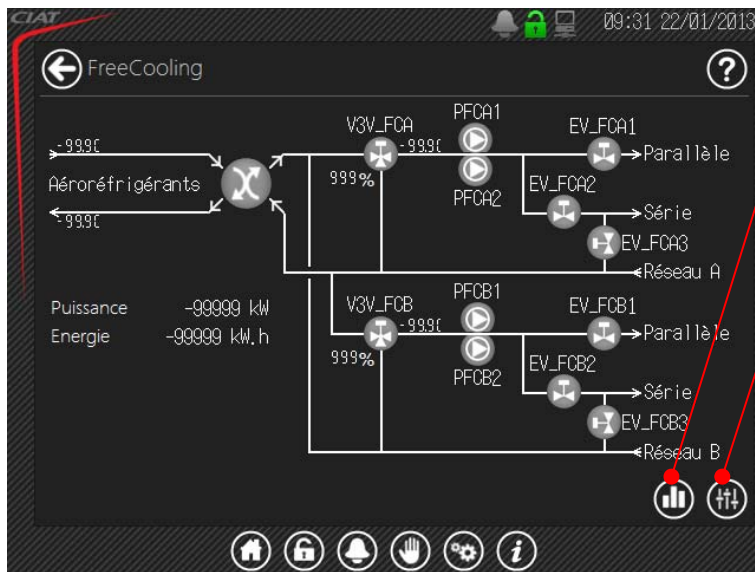 CIAT
09:31 22/01/2013
FreeCooling
?
PFCA1
V3V_FCA
EV_FCA1
-99.9C
-99.9C
Parallèle
Aéroréfrigérants
999%
PFCA2
EV_FCA2
-99.9C
Série
EV_FCA3
Réseau A
Puissance -99999 kW
PFCB1
V3V_FCB
EV_FCB1
Energie -99999 kW.h
-99.9C
Parallèle
999%
PFCB2
EV_FCB2
Série
EV_FCB3
Réseau B
i